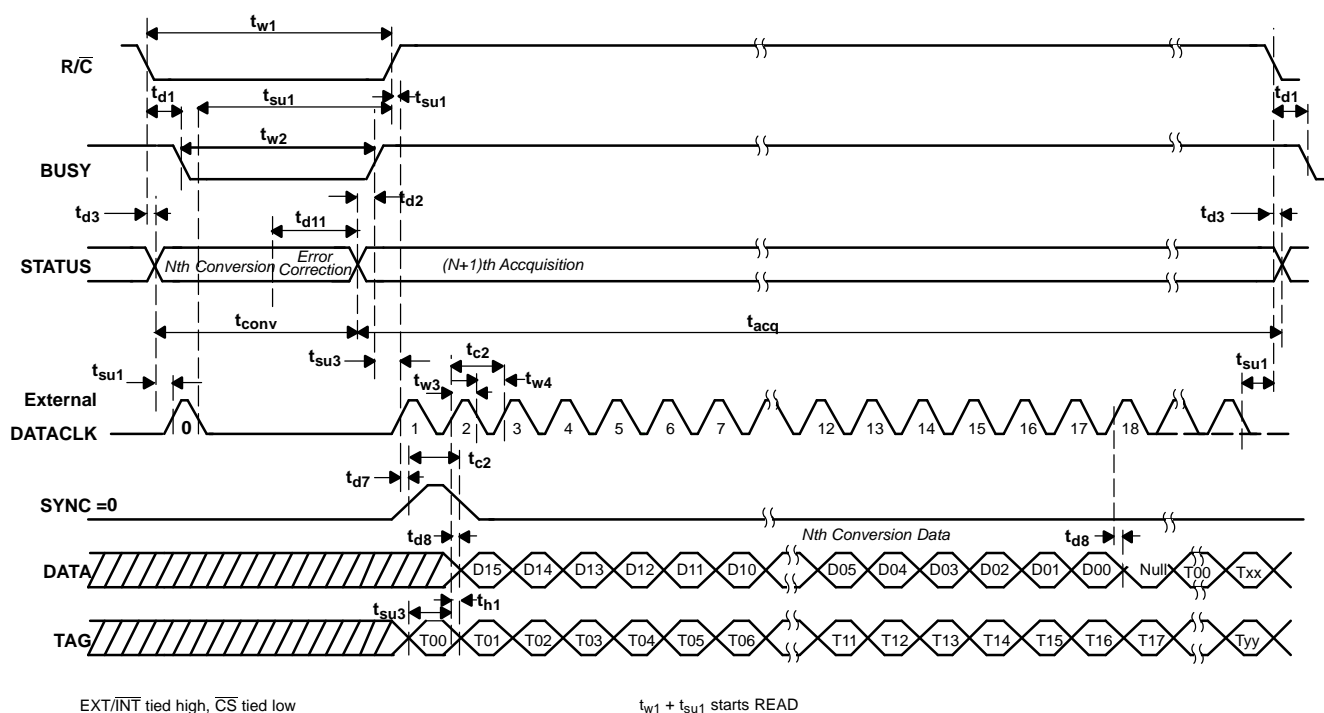 tw1
R/C
td1
tsu1
tsu1
td1
tw2
BUSY
td3
td11
td2
td3
STATUS
Nth Conversion
Error
Correction
(N+1)th Accquisition
tconv
tacq
tsu3
tc2
tsu1
tw3
tw4
tsu1
External
DATACLK
0 1 2 3 4 5 6 7 12 13 14 15 16 17 18
tc2
td7
SYNC =0
Nth Conversion Data
td8
td8
DATA
D15 D14 D13 D12 D11 D10 D05 D04 D03 D02 D01 D00 Null T00 Txx
tsu3
th1
TAG
T00 T01 T02 T03 T04 T05 T06 T11 T12 T13 T14 T15 T16 T17 Tyy
EXT/INT tied high, CS tied low
tw1 + tsu1 starts READ